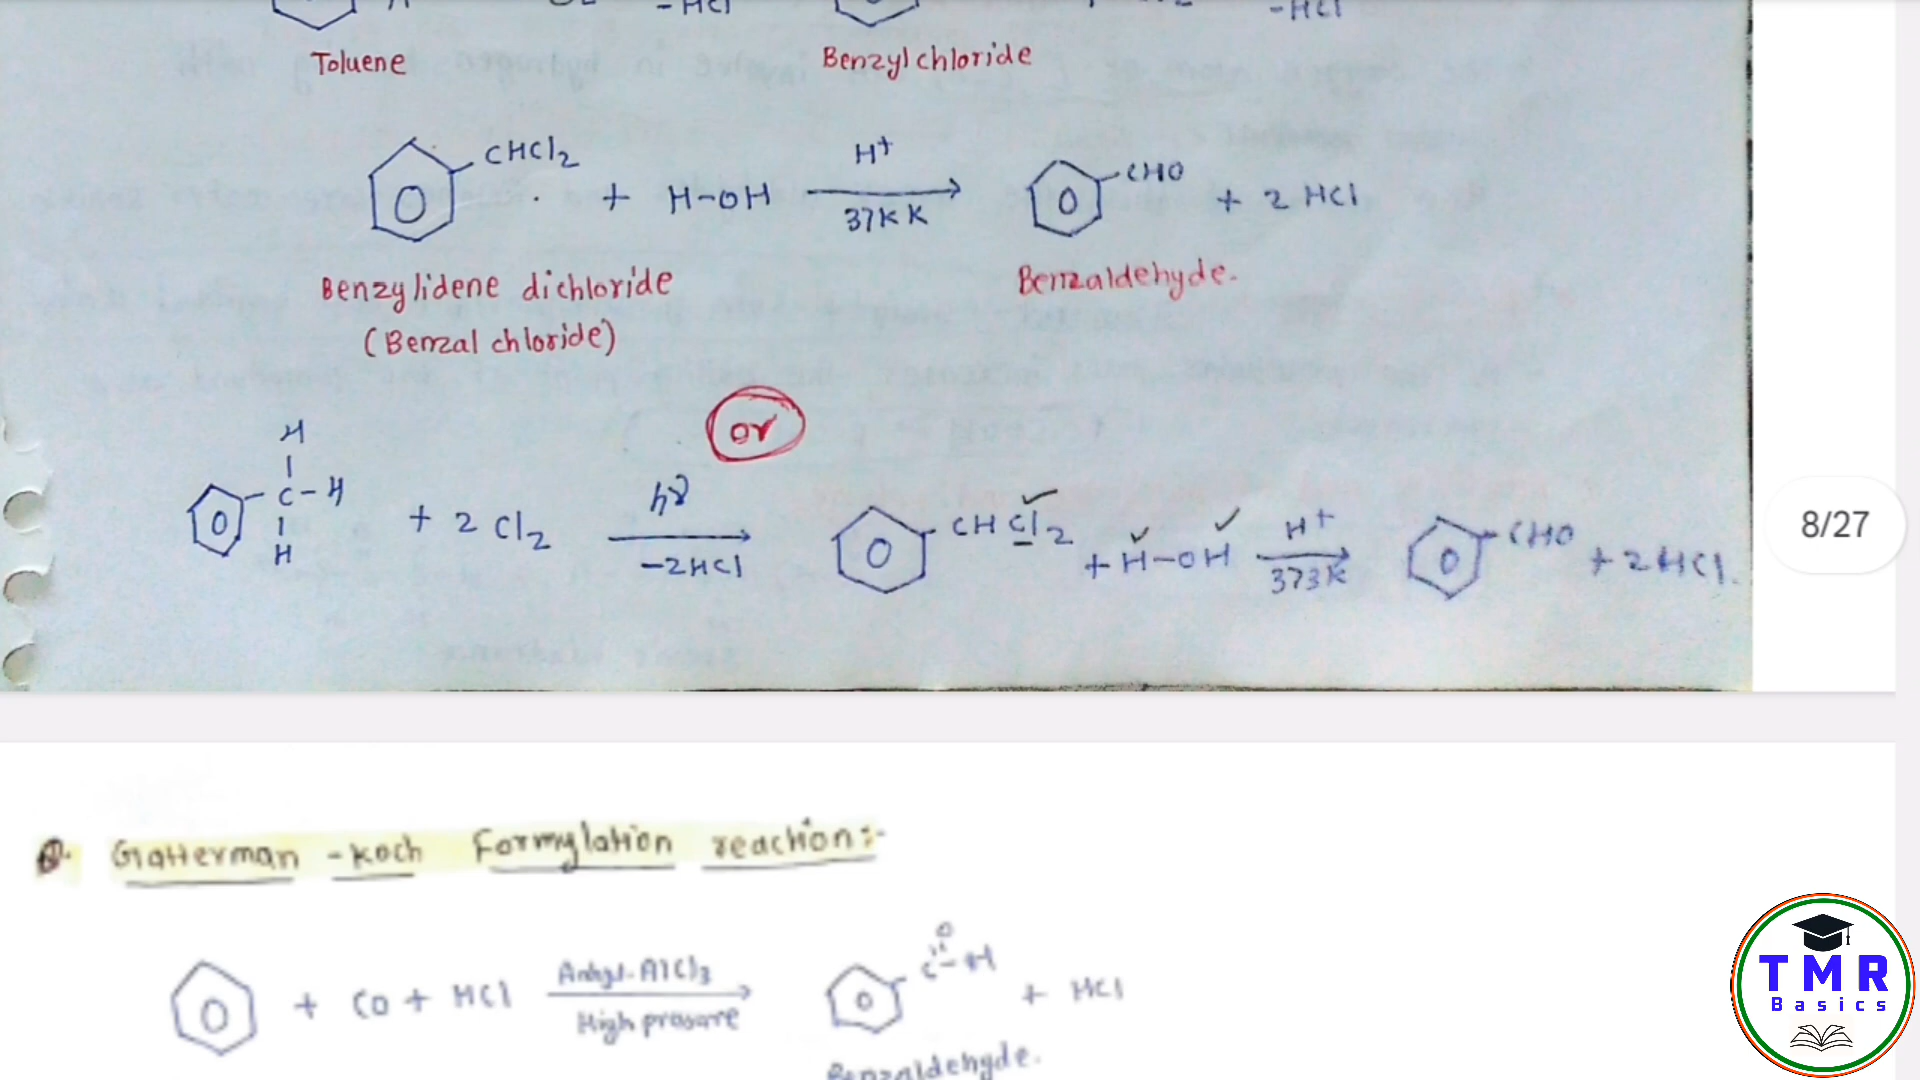 - HCl - HCl
Toluene Benzyl chloride
CHCl2 + H-OH H+ 37K K CHO + 2 HCl
Benzylidene dichloride Benzaldehyde.
(Benzal chloride)
or
H
C-H + 2 Cl2 hν -2HCl CHCl2 + H-OH H+ 373K CHO + 2HCl.
H
8/27
Gatterman - Koch Formylation reaction:-
O
+ CO + HCl Anhyd. AlCl3 High prssure C-H + HCl
Benzaldehyde.
TMR
Basics